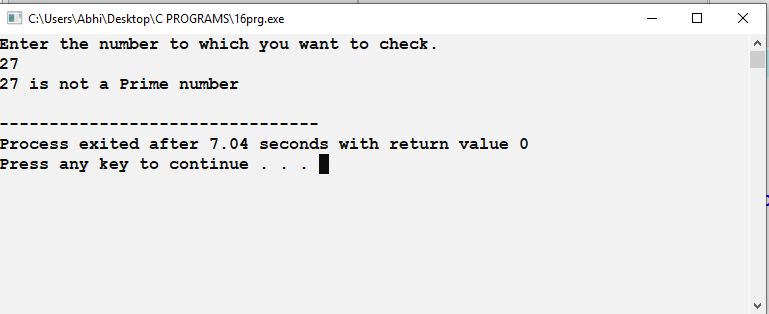 C:\Users\Abhi\Desktop\C PROGRAMS\16prg.exe
Enter the number to which you want to check.
27
27 is not a Prime number
--------------------------------
Process exited after 7.04 seconds with return value 0
Press any key to continue . . .